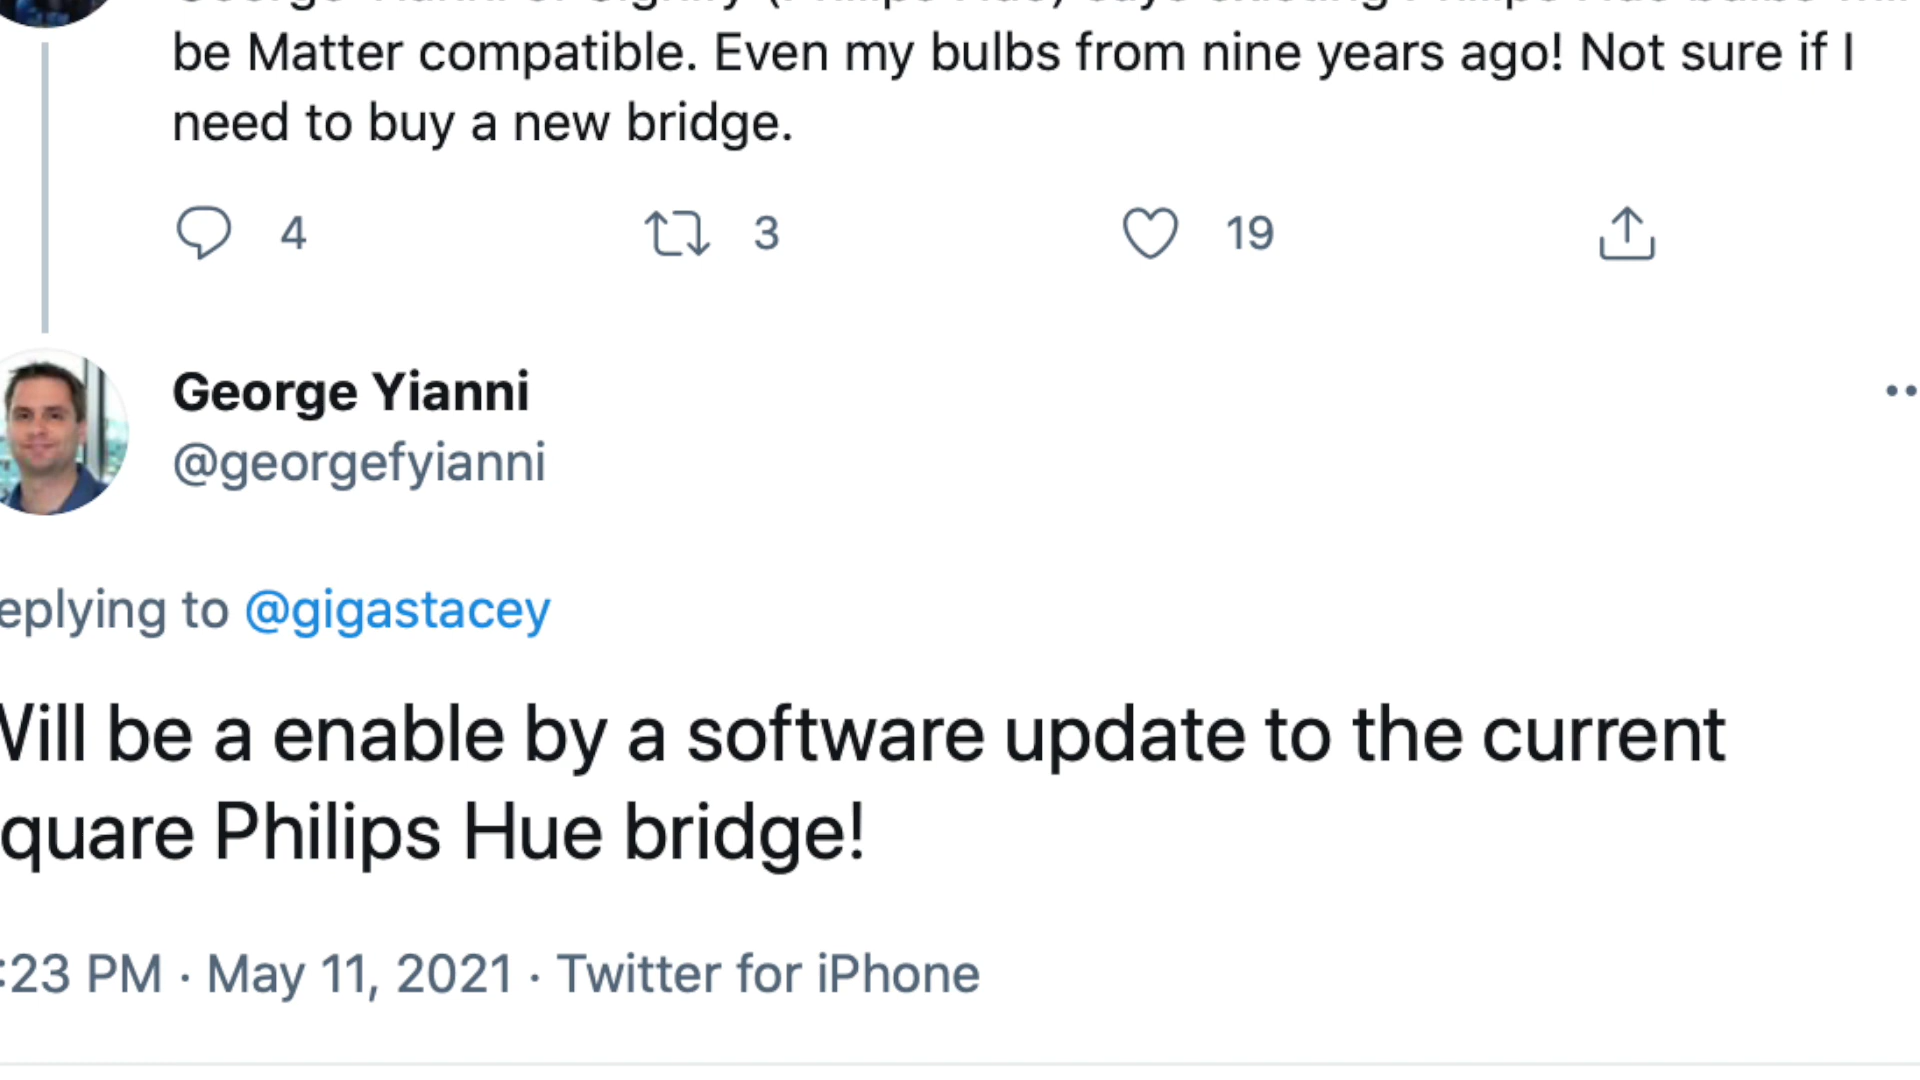 be Matter compatible. Even my bulbs from nine years ago! Not sure if I
need to buy a new bridge.
4 3 19
George Yianni
@georgefyianni
eplying to @gigastacey
Will be a enable by a software update to the current
quare Philips Hue bridge!
:23 PM · May 11, 2021 · Twitter for iPhone